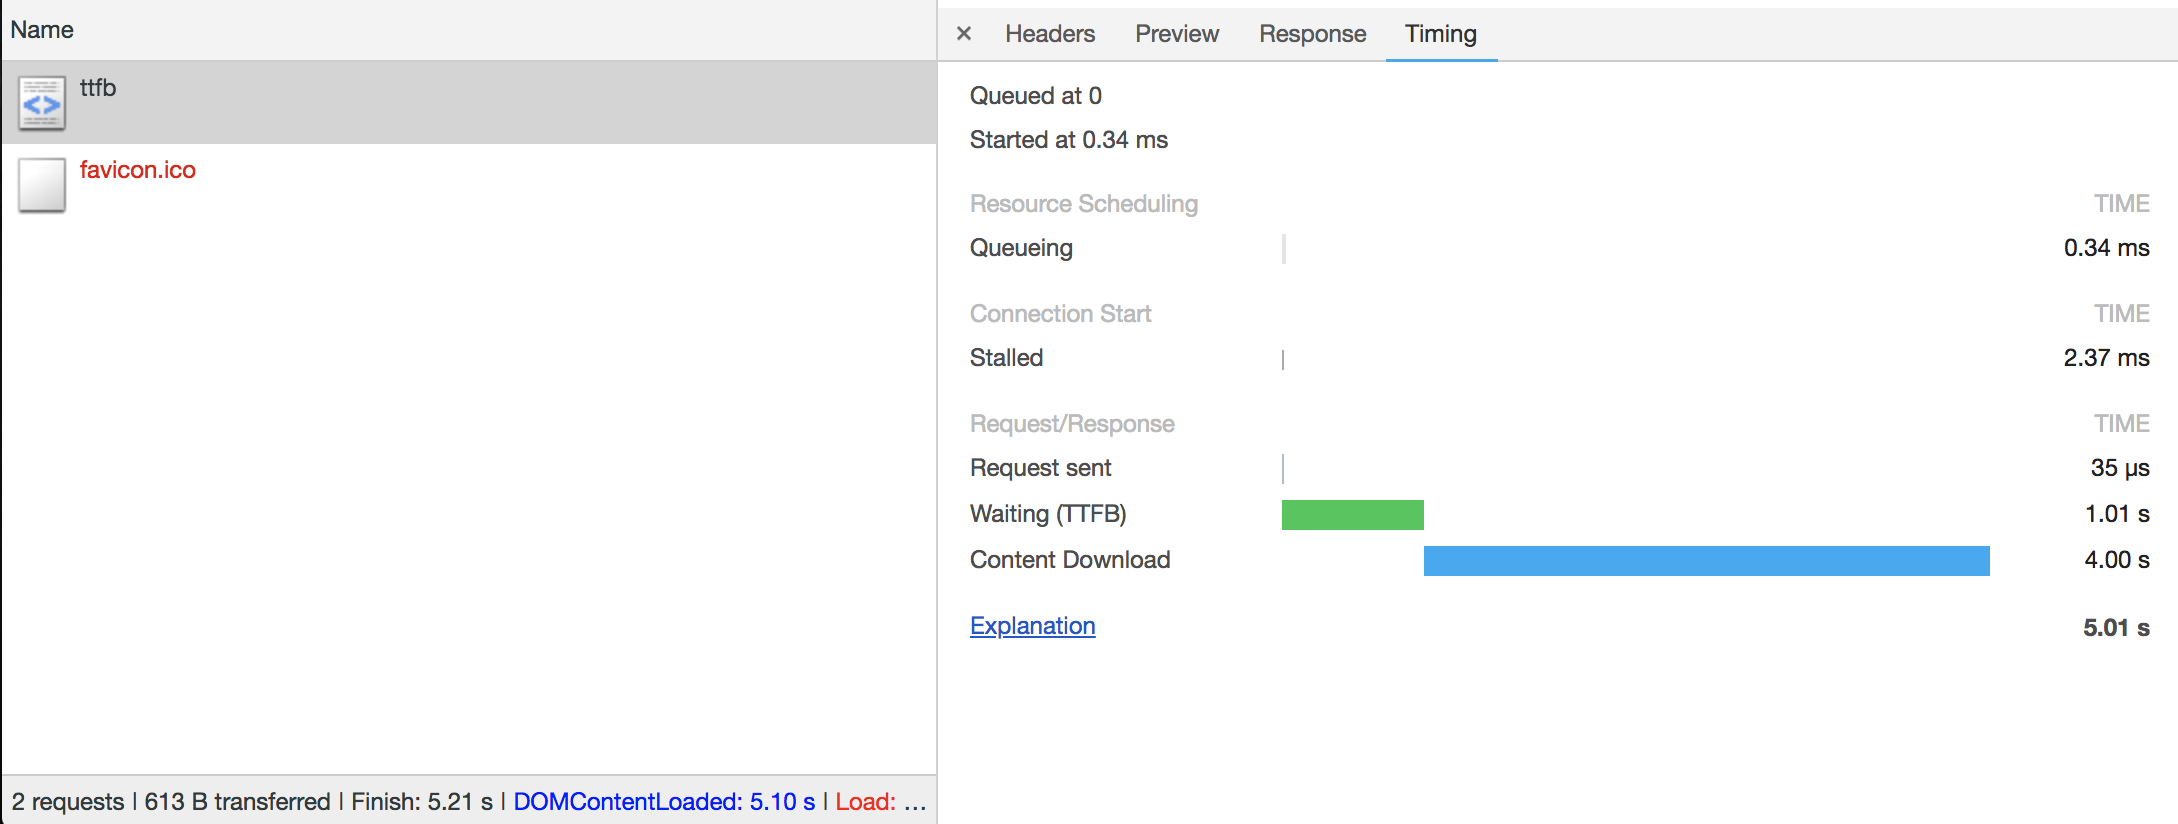 Name
ttfb
favicon.ico
2 requests | 613 B transferred | Finish: 5.21 s | DOMContentLoaded: 5.10 s | Load: …
× Headers Preview Response Timing
Queued at 0
Started at 0.34 ms
Resource Scheduling TIME
Queueing 0.34 ms
Connection Start TIME
Stalled 2.37 ms
Request/Response TIME
Request sent 35 µs
Waiting (TTFB) 1.01 s
Content Download 4.00 s
Explanation 5.01 s